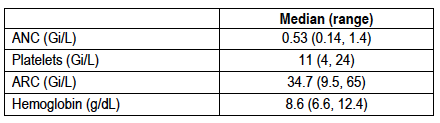 Median (range)
ANC (Gi/L) 0.53 (0.14, 1.4)
Platelets (Gi/L) 11 (4, 24)
ARC (Gi/L) 34.7 (9.5, 65)
Hemoglobin (g/dL) 8.6 (6.6, 12.4)